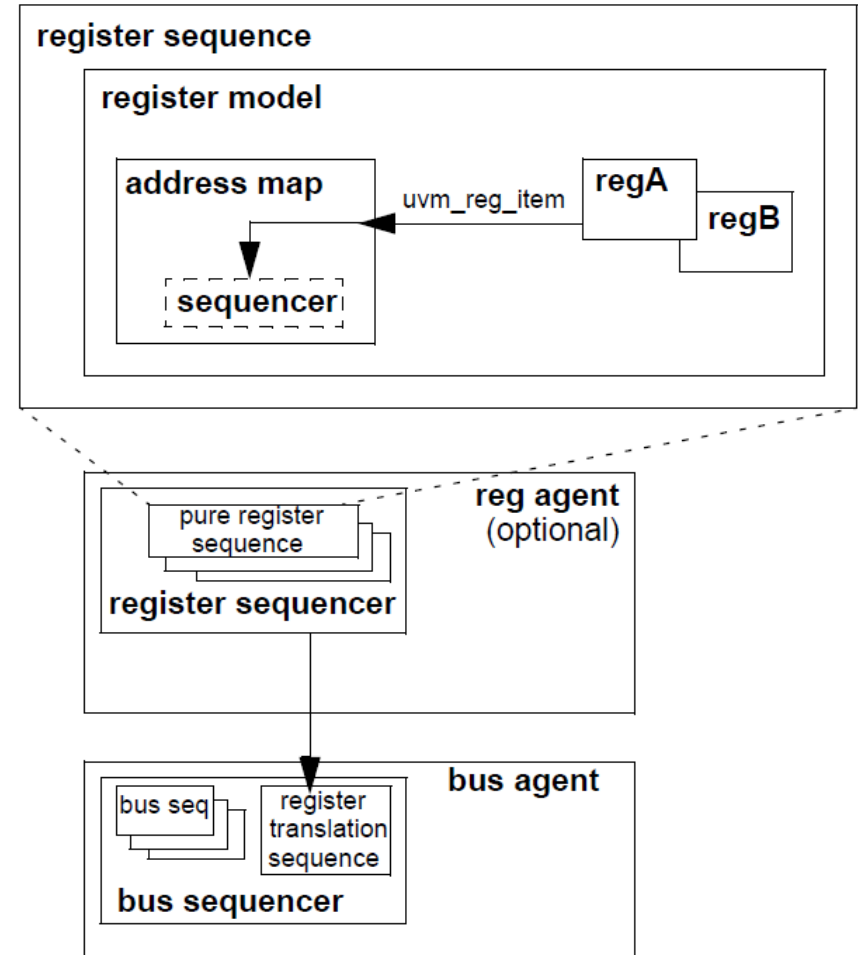 register sequence
register model
address map
uvm_reg_item
regA
regB
sequencer
reg agent
(optional)
pure register
sequence
register sequencer
bus agent
bus seq
register
translation
sequence
bus sequencer